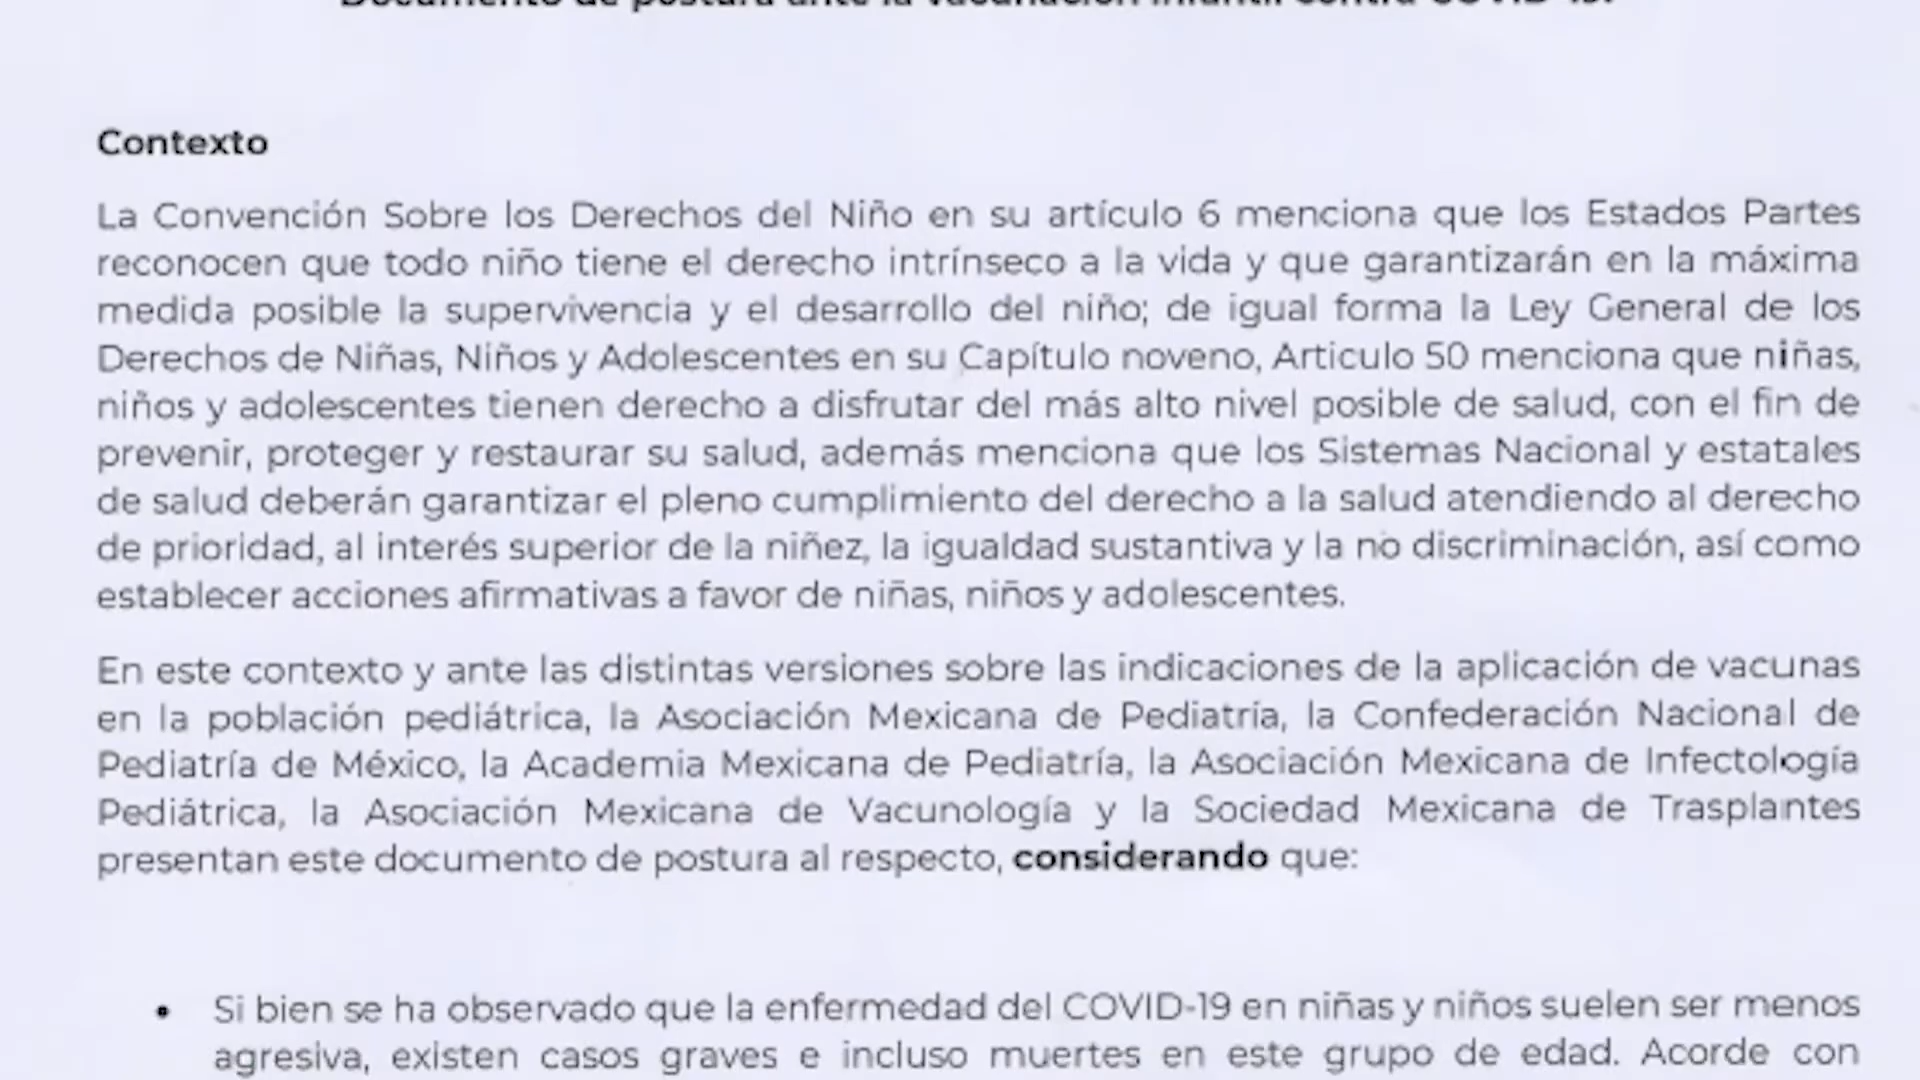 Documento de postura ante la vacunación infantil contra COVID-19.
Contexto
La Convención Sobre los Derechos del Niño en su artículo 6 menciona que los Estados Partes
reconocen que todo niño tiene el derecho intrínseco a la vida y que garantizarán en la máxima
medida posible la supervivencia y el desarrollo del niño; de igual forma la Ley General de los
Derechos de Niñas, Niños y Adolescentes en su Capítulo noveno, Articulo 50 menciona que niñas,
niños y adolescentes tienen derecho a disfrutar del más alto nivel posible de salud, con el fin de
prevenir, proteger y restaurar su salud, además menciona que los Sistemas Nacional y estatales
de salud deberán garantizar el pleno cumplimiento del derecho a la salud atendiendo al derecho
de prioridad, al interés superior de la niñez, la igualdad sustantiva y la no discriminación, así como
establecer acciones afirmativas a favor de niñas, niños y adolescentes.
En este contexto y ante las distintas versiones sobre las indicaciones de la aplicación de vacunas
en la población pediátrica, la Asociación Mexicana de Pediatría, la Confederación Nacional de
Pediatría de México, la Academia Mexicana de Pediatría, la Asociación Mexicana de Infectología
Pediátrica, la Asociación Mexicana de Vacunología y la Sociedad Mexicana de Trasplantes
presentan este documento de postura al respecto, considerando que:
• Si bien se ha observado que la enfermedad del COVID-19 en niñas y niños suelen ser menos
agresiva, existen casos graves e incluso muertes en este grupo de edad. Acorde con